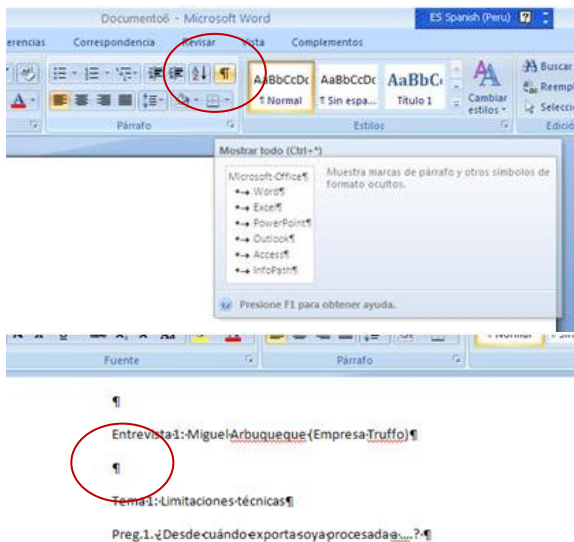 Documento6 - Microsoft Word ES Spanish (Peru)
erencias Correspondencia Revisar Vista Complementos
AaBbCcDc AaBbCcDc AaBbC Buscar
¶ Normal ¶ Sin espa... Título 1 Cambiar estilos Reempl
Selecci
Párrafo Estilos Edició
Mostrar todo (Ctrl+*)
Microsoft·Office¶ Muestra marcas de párrafo y otros símbolos de
formato ocultos.
•→ Word¶
•→ Excel¶
•→ PowerPoint¶
•→ Outlook¶
•→ Access¶
•→ InfoPath¶
Presione F1 para obtener ayuda.
Fuente Párrafo
¶
Entrevista·1:·Miguel·Arbuqueque·(Empresa·Truffo)¶
¶
Tema·1:·Limitaciones·técnicas¶
Preg.1.·¿Desde·cuándo·exporta·soya·procesada·a·....?·¶